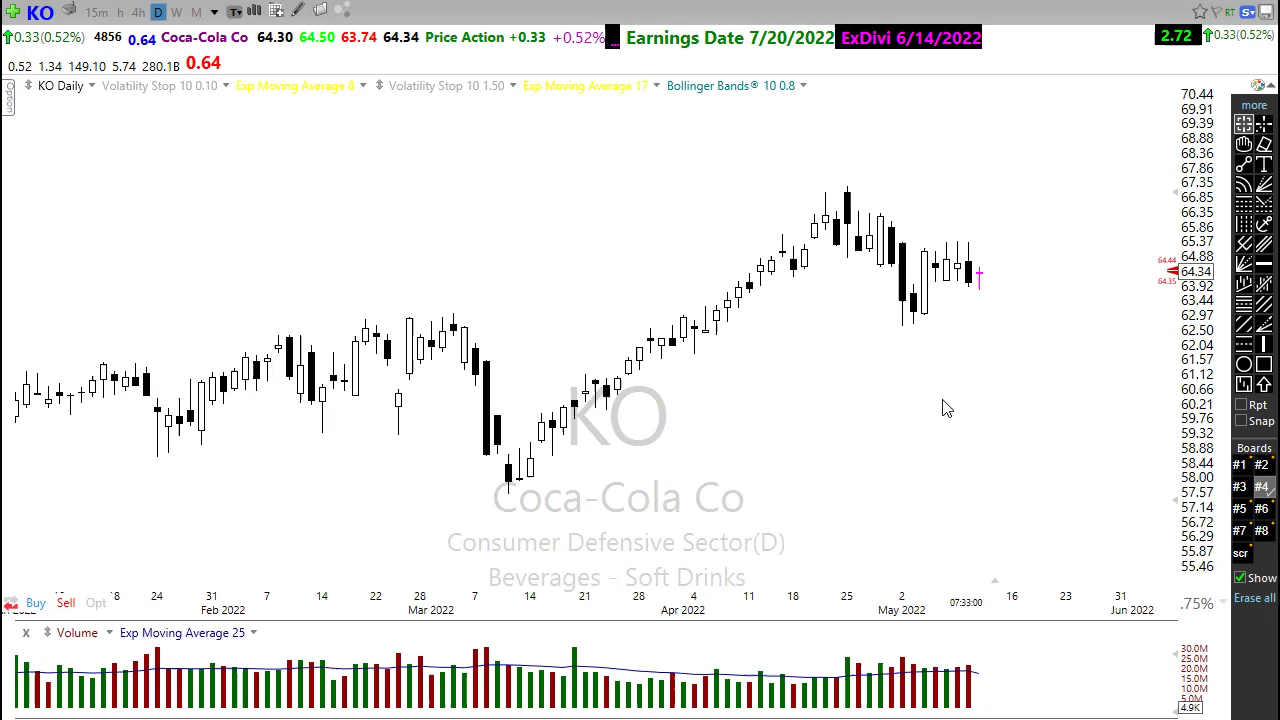 KO 15m h 4h D W M T RT S
0.33(0.52%) 4856 0.64 Coca-Cola Co 64.30 64.50 63.74 64.34 Price Action +0.33 +0.52% Earnings Date 7/20/2022 ExDivi 6/14/2022 2.72 0.33(0.52%)
0.52 1.34 149.10 5.74 280.1B 0.64
Option
KO Daily Volatility Stop 10 0.10 Exp Moving Average 8 Volatility Stop 10 1.50 Exp Moving Average 17 Bollinger Bands® 10 0.8
70.44
69.91
69.39
68.88
68.36
67.86
67.35
66.85
66.35
65.86
65.37
64.88
64.44
64.34
64.35
63.92
63.44
62.97
62.50
62.04
61.57
61.12
60.66
60.21
59.76
59.32
58.88
58.44
58.00
57.57
57.14
56.72
56.29
55.87
55.46
more
T
Rpt
Snap
Boards
#1 #2
#3 #4
#5 #6
#7 #8
scr
Show
Erase all
KO
Coca-Cola Co
Consumer Defensive Sector(D)
Beverages - Soft Drinks
18 24 31 7 14 22 28 7 14 21 28 4 11 18 25 2 07:33:00 16 23 31
2022 Feb 2022 Mar 2022 Apr 2022 May 2022 Jun 2022
Buy Sell Opt
.75%
x Volume Exp Moving Average 25
30.0M
25.0M
20.0M
15.0M
10.0M
5.0M
4.9K